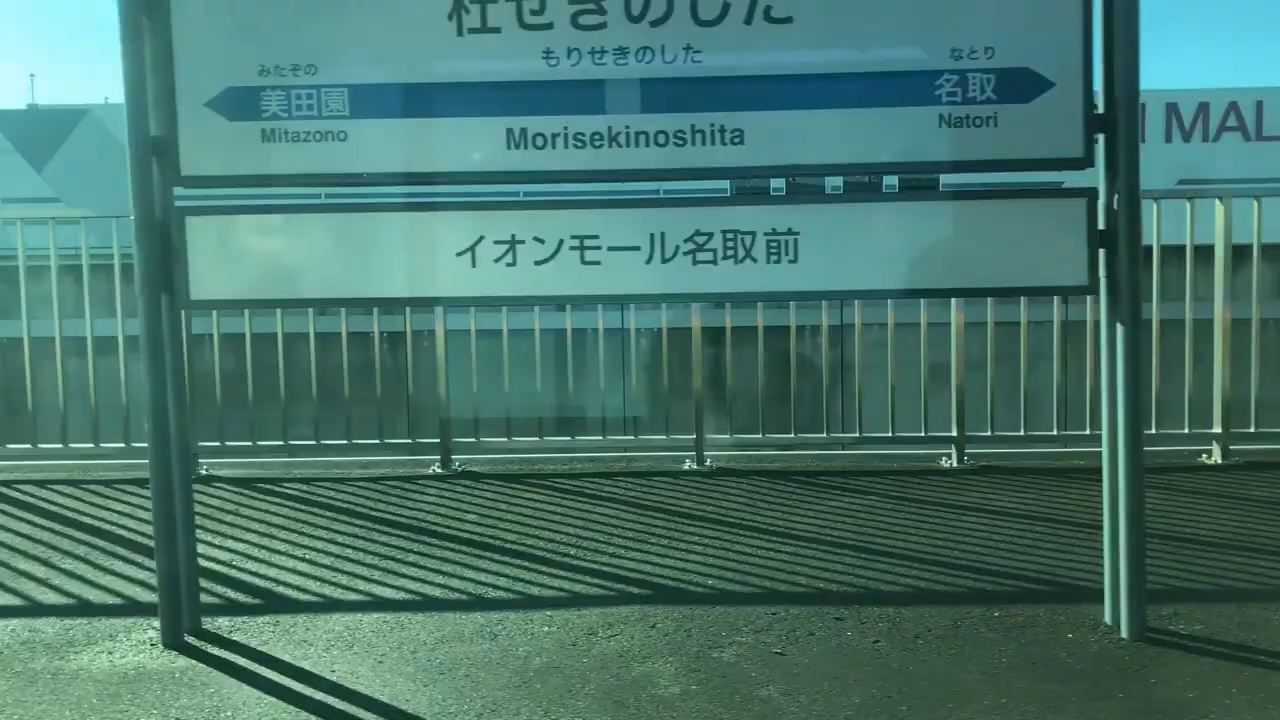 杜せきのした
もりせきのした
みたぞの
美田園
Mitazono
Morisekinoshita
なとり
名取
Natori
イオンモール名取前
MALL